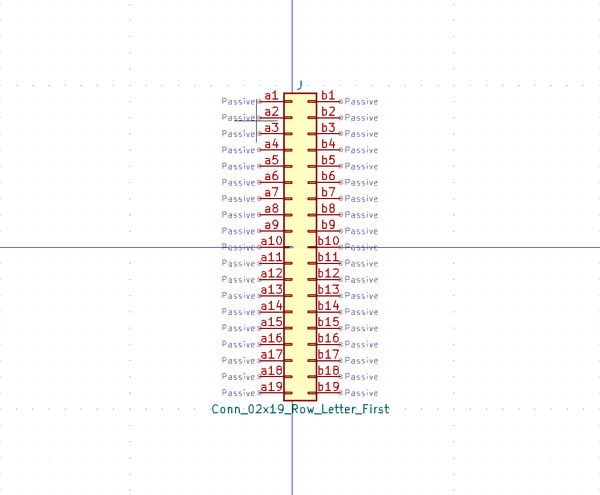 J
Passive a1 b1 Passive
Passive a2 b2 Passive
Passive a3 b3 Passive
Passive a4 b4 Passive
Passive a5 b5 Passive
Passive a6 b6 Passive
Passive a7 b7 Passive
Passive a8 b8 Passive
Passive a9 b9 Passive
Passive a10 b10 Passive
Passive a11 b11 Passive
Passive a12 b12 Passive
Passive a13 b13 Passive
Passive a14 b14 Passive
Passive a15 b15 Passive
Passive a16 b16 Passive
Passive a17 b17 Passive
Passive a18 b18 Passive
Passive a19 b19 Passive
Conn_02x19_Row_Letter_First